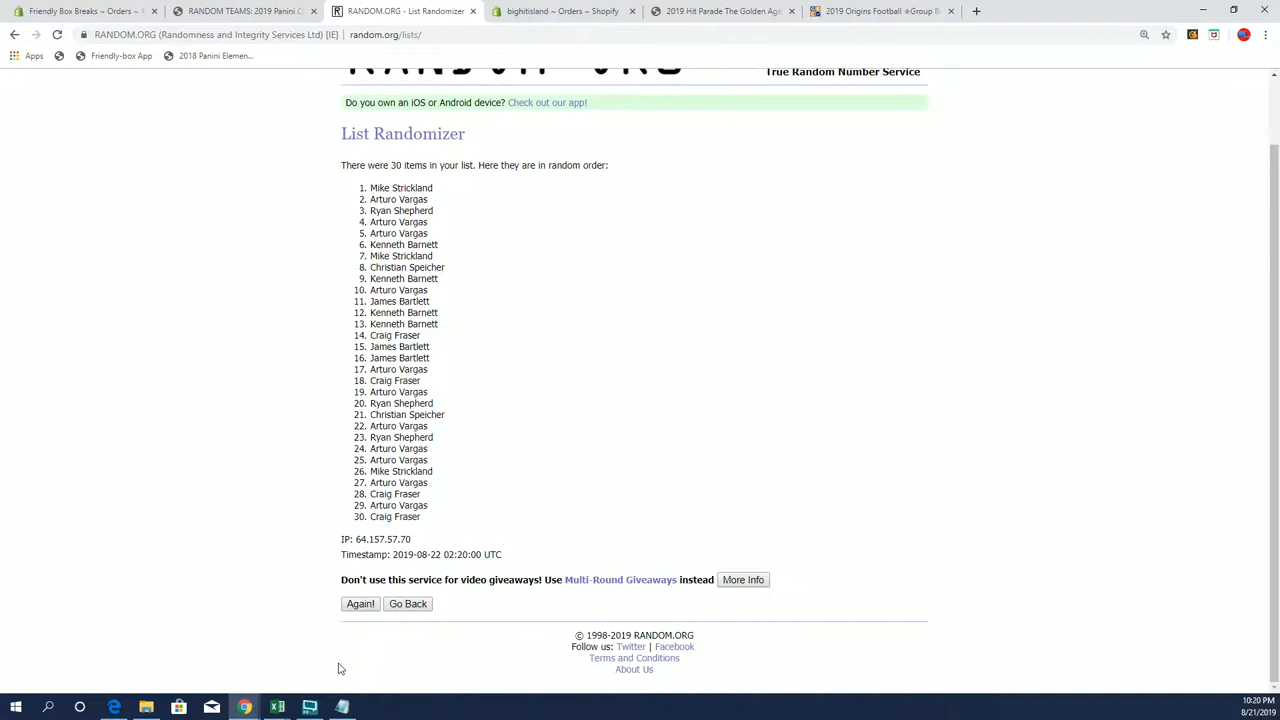 Friendly Box Breaks ~ Orders ~
RANDOM TEAMS: 2019 Panini C
RANDOM.ORG - List Randomizer
bighitisland ~ Orders ~ Shopify
2019 Hit Parade The Golden Age
2019 Origins Football ★Group B
RANDOM.ORG (Randomness and Integrity Services Ltd) [IE] | random.org/lists/
Apps
Friendly-box App
2018 Panini Elemen...
True Random Number Service
Do you own an iOS or Android device? Check out our app!
List Randomizer
There were 30 items in your list. Here they are in random order:
1. Mike Strickland
2. Arturo Vargas
3. Ryan Shepherd
4. Arturo Vargas
5. Arturo Vargas
6. Kenneth Barnett
7. Mike Strickland
8. Christian Speicher
9. Kenneth Barnett
10. Arturo Vargas
11. James Bartlett
12. Kenneth Barnett
13. Kenneth Barnett
14. Craig Fraser
15. James Bartlett
16. James Bartlett
17. Arturo Vargas
18. Craig Fraser
19. Arturo Vargas
20. Ryan Shepherd
21. Christian Speicher
22. Arturo Vargas
23. Ryan Shepherd
24. Arturo Vargas
25. Arturo Vargas
26. Mike Strickland
27. Arturo Vargas
28. Craig Fraser
29. Arturo Vargas
30. Craig Fraser
IP: 64.157.57.70
Timestamp: 2019-08-22 02:20:00 UTC
Don't use this service for video giveaways! Use Multi-Round Giveaways instead More Info
Again! Go Back
© 1998-2019 RANDOM.ORG
Follow us: Twitter | Facebook
Terms and Conditions
About Us
10:20 PM
8/21/2019